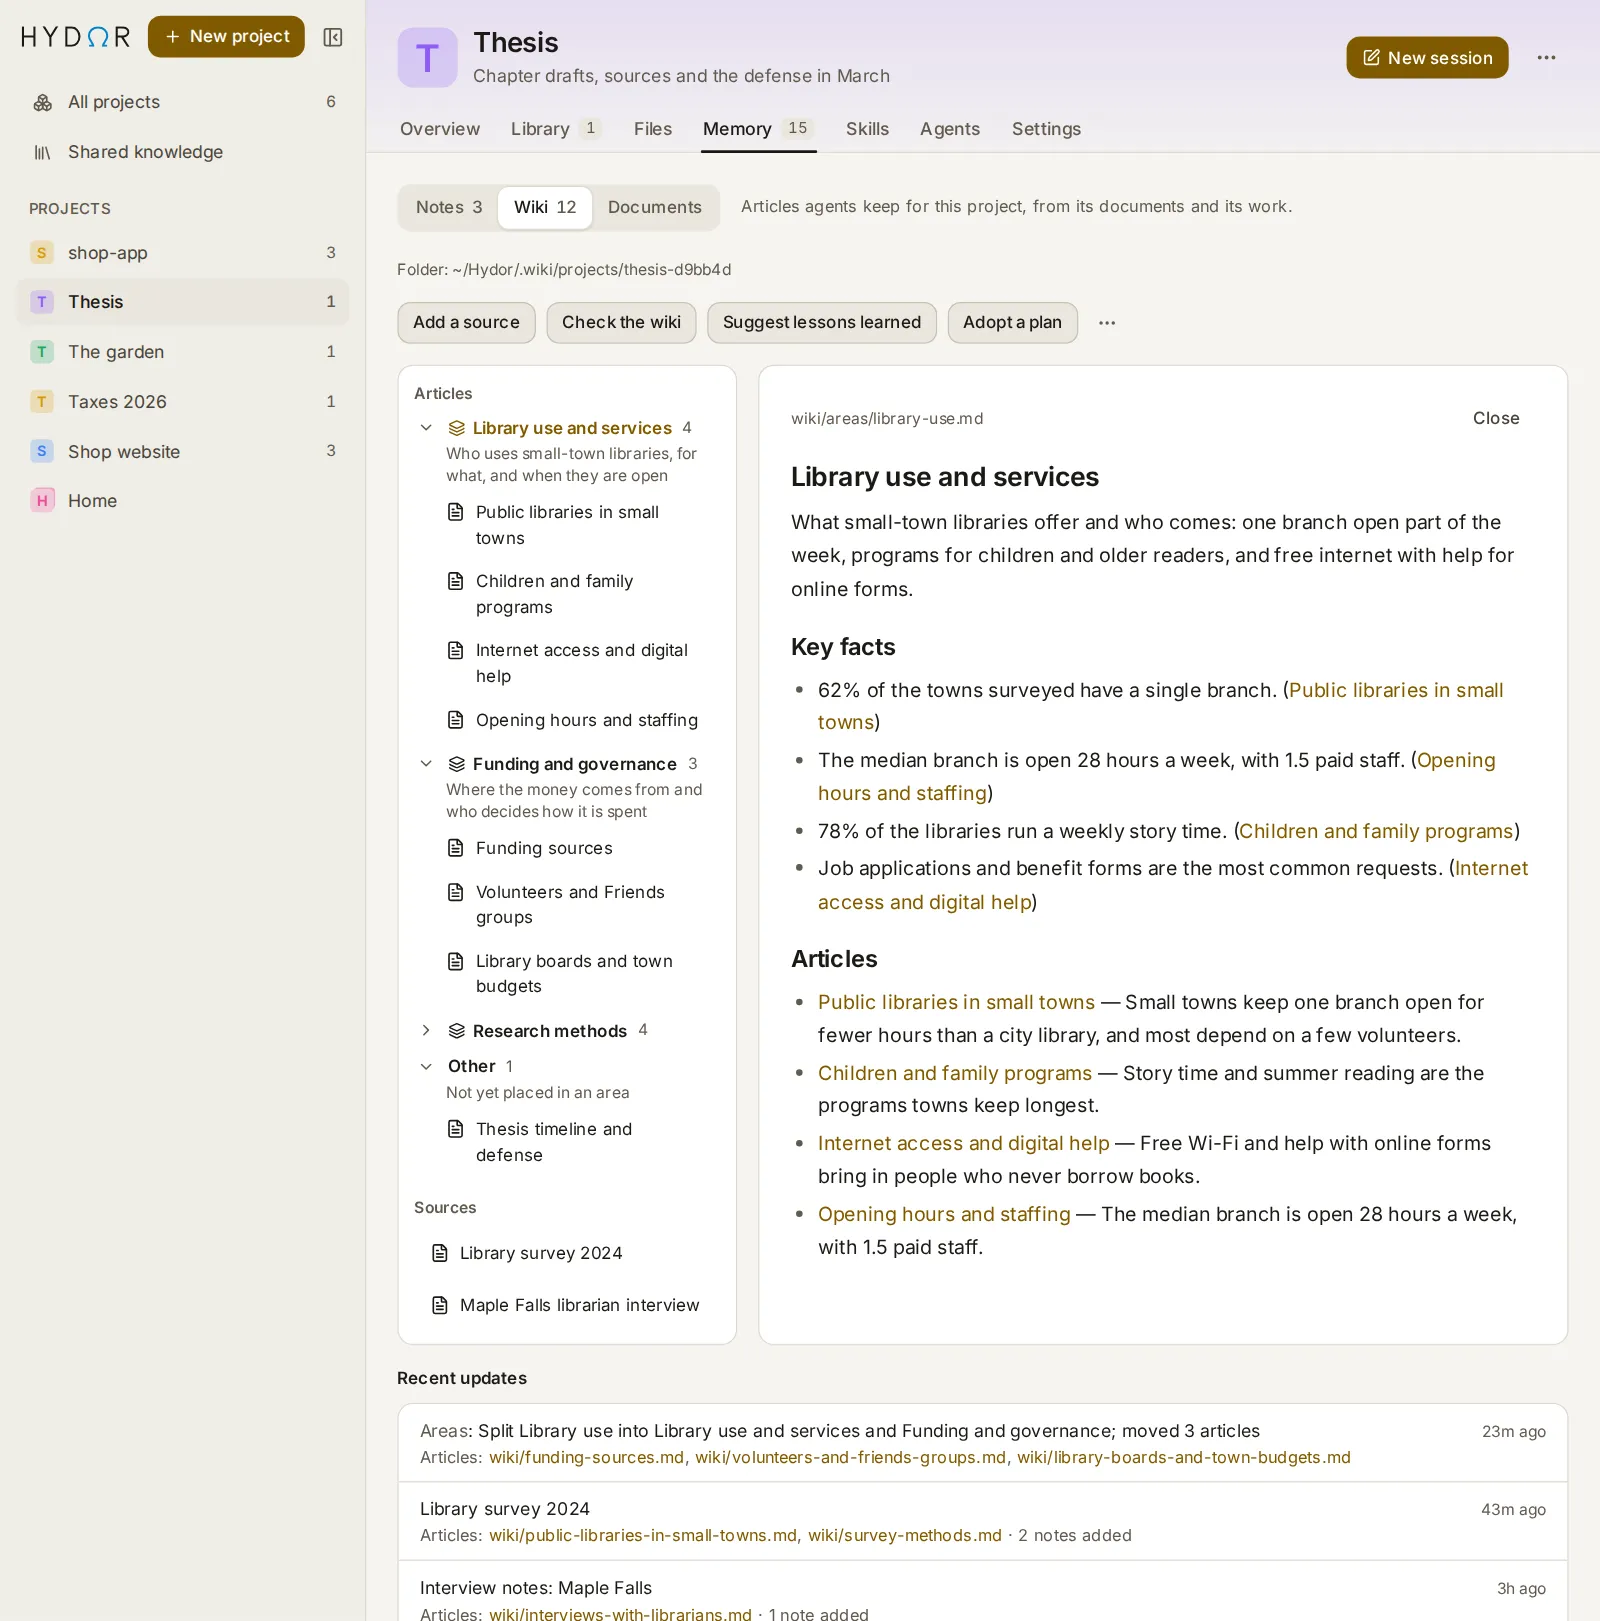 HYDΩR
+ New project
All projects 6
Shared knowledge
PROJECTS
S shop-app 3
T Thesis 1
T The garden 1
T Taxes 2026 1
S Shop website 3
H Home
T
Thesis
Chapter drafts, sources and the defense in March
New session
Overview Library 1 Files Memory 15 Skills Agents Settings
Notes 3 Wiki 12 Documents Articles agents keep for this project, from its documents and its work.
Folder: ~/Hydor/.wiki/projects/thesis-d9bb4d
Add a source Check the wiki Suggest lessons learned Adopt a plan
Articles
Library use and services 4
Who uses small-town libraries, for
what, and when they are open
Public libraries in small
towns
Children and family
programs
Internet access and digital
help
Opening hours and staffing
Funding and governance 3
Where the money comes from and
who decides how it is spent
Funding sources
Volunteers and Friends
groups
Library boards and town
budgets
Research methods 4
Other 1
Not yet placed in an area
Thesis timeline and
defense
Sources
Library survey 2024
Maple Falls librarian interview
wiki/areas/library-use.md Close
Library use and services
What small-town libraries offer and who comes: one branch open part of the
week, programs for children and older readers, and free internet with help for
online forms.
Key facts
• 62% of the towns surveyed have a single branch. (Public libraries in small
towns)
• The median branch is open 28 hours a week, with 1.5 paid staff. (Opening
hours and staffing)
• 78% of the libraries run a weekly story time. (Children and family programs)
• Job applications and benefit forms are the most common requests. (Internet
access and digital help)
Articles
• Public libraries in small towns — Small towns keep one branch open for
fewer hours than a city library, and most depend on a few volunteers.
• Children and family programs — Story time and summer reading are the
programs towns keep longest.
• Internet access and digital help — Free Wi-Fi and help with online forms
bring in people who never borrow books.
• Opening hours and staffing — The median branch is open 28 hours a week,
with 1.5 paid staff.
Recent updates
Areas: Split Library use into Library use and services and Funding and governance; moved 3 articles 23m ago
Articles: wiki/funding-sources.md, wiki/volunteers-and-friends-groups.md, wiki/library-boards-and-town-budgets.md
Library survey 2024 43m ago
Articles: wiki/public-libraries-in-small-towns.md, wiki/survey-methods.md · 2 notes added
Interview notes: Maple Falls 3h ago
Articles: wiki/interviews-with-librarians.md · 1 note added